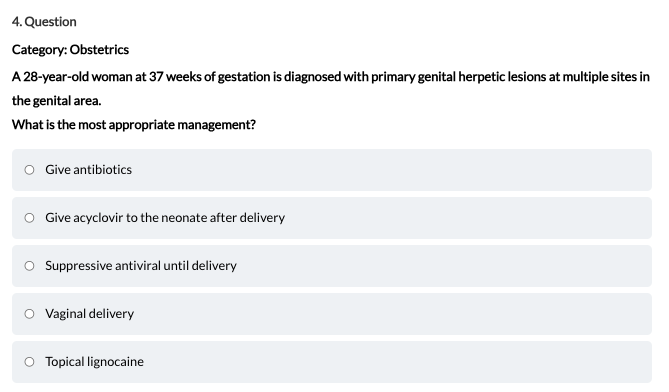 4. Question
Category: Obstetrics
A 28-year-old woman at 37 weeks of gestation is diagnosed with primary genital herpetic lesions at multiple sites in
the genital area.
What is the most appropriate management?
Give antibiotics
Give acyclovir to the neonate after delivery
Suppressive antiviral until delivery
Vaginal delivery
Topical lignocaine